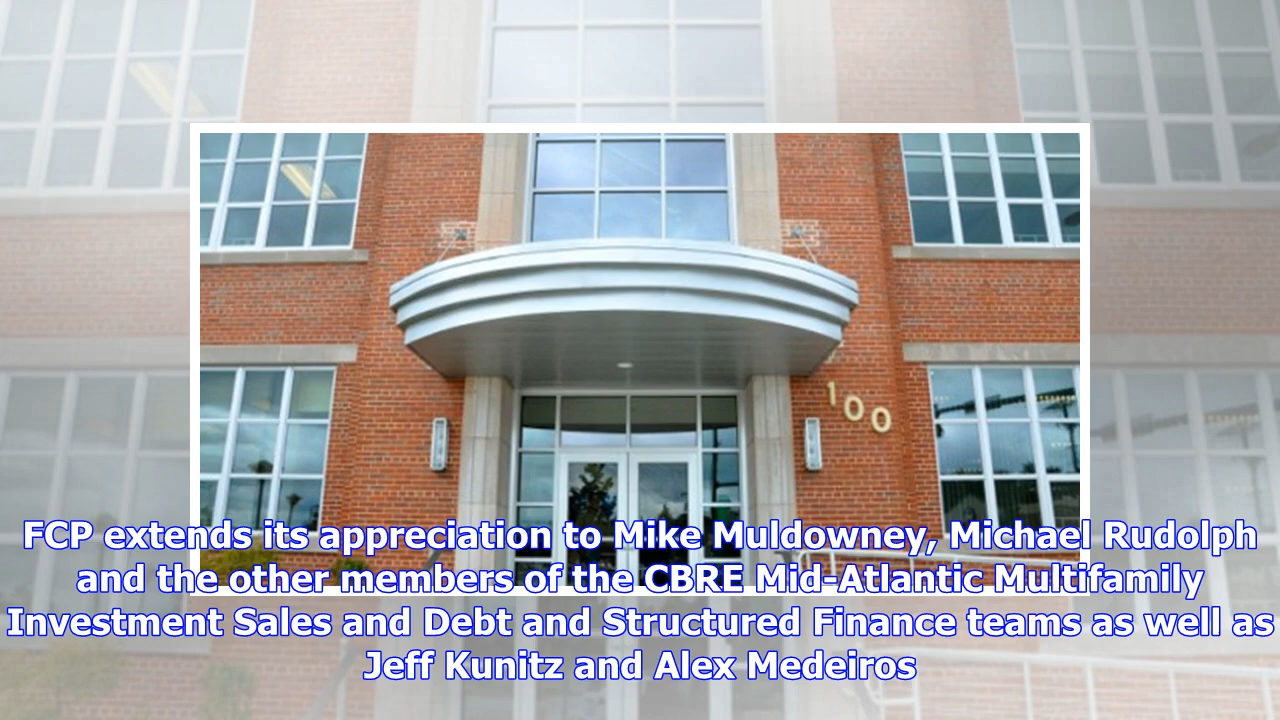 100
FCP extends its appreciation to Mike Muldowney, Michael Rudolph
and the other members of the CBRE Mid-Atlantic Multifamily
Investment Sales and Debt and Structured Finance teams as well as
Jeff Kunitz and Alex Medeiros